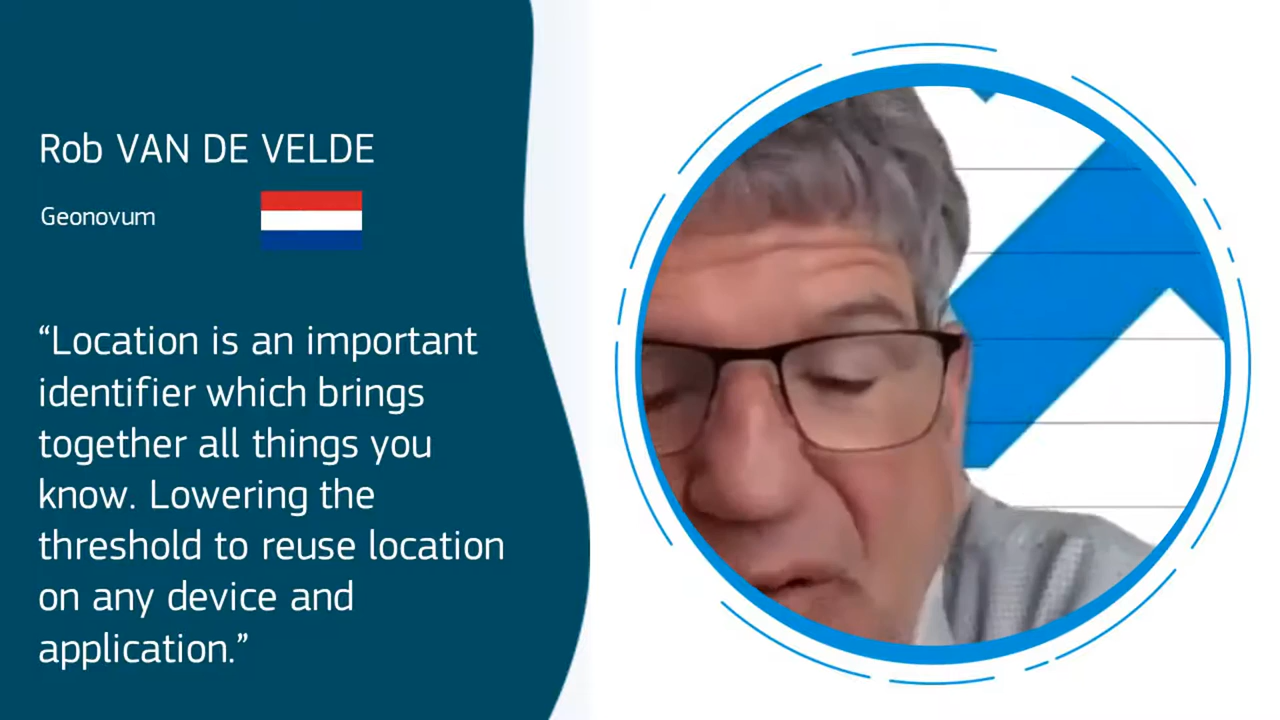 Rob VAN DE VELDE
Geonovum
“Location is an important
identifier which brings
together all things you
know. Lowering the
threshold to reuse location
on any device and
application.”